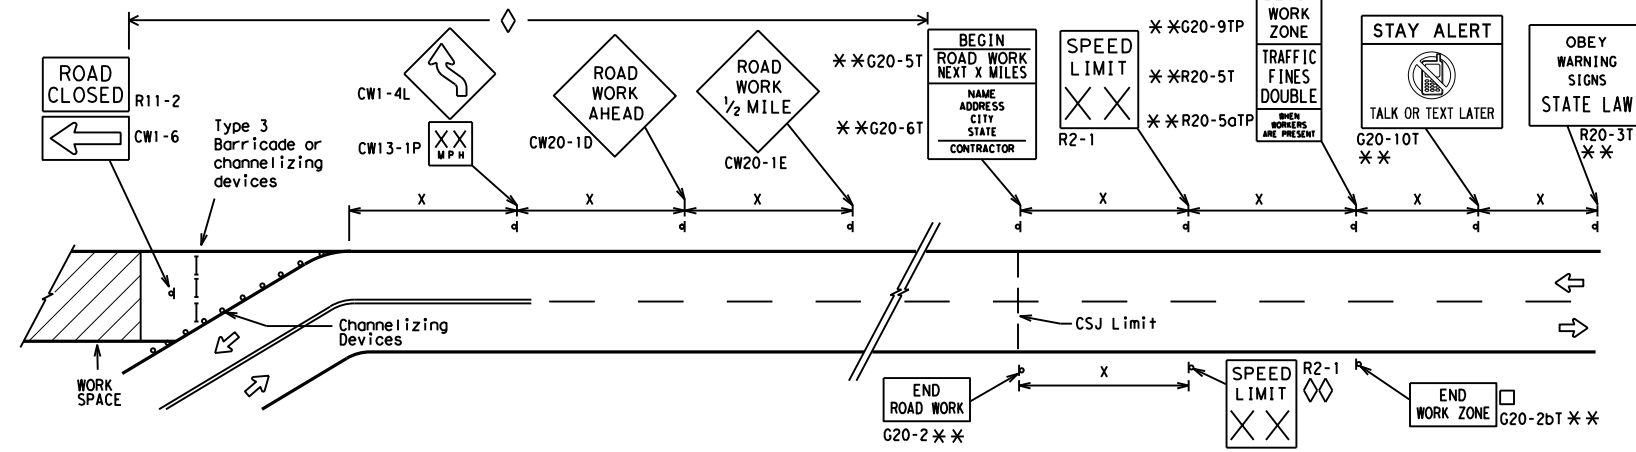 ROAD
CLOSED
R11-2
CW1-6
Type 3
Barricade or
channelizing
devices
CW1-4L
XX
MPH
CW13-1P
ROAD
WORK
AHEAD
CW20-1D
ROAD
WORK
1/2 MILE
CW20-1E
**G20-5T
**G20-6T
BEGIN
ROAD WORK
NEXT X MILES
NAME
ADDRESS
CITY
STATE
CONTRACTOR
SPEED
LIMIT
XX
R2-1
**G20-9TP
**R20-5T
**R20-5aTP
WORK
ZONE
TRAFFIC
FINES
DOUBLE
WHEN
WORKERS
ARE PRESENT
STAY ALERT
TALK OR TEXT LATER
G20-10T
**
OBEY
WARNING
SIGNS
STATE LAW
R20-3T
**
X
X
X
X
X
X
X
Channelizing
Devices
CSJ Limit
WORK
SPACE
END
ROAD WORK
G20-2**
X
SPEED
LIMIT
XX
R2-1
END
WORK ZONE
G20-2bT**